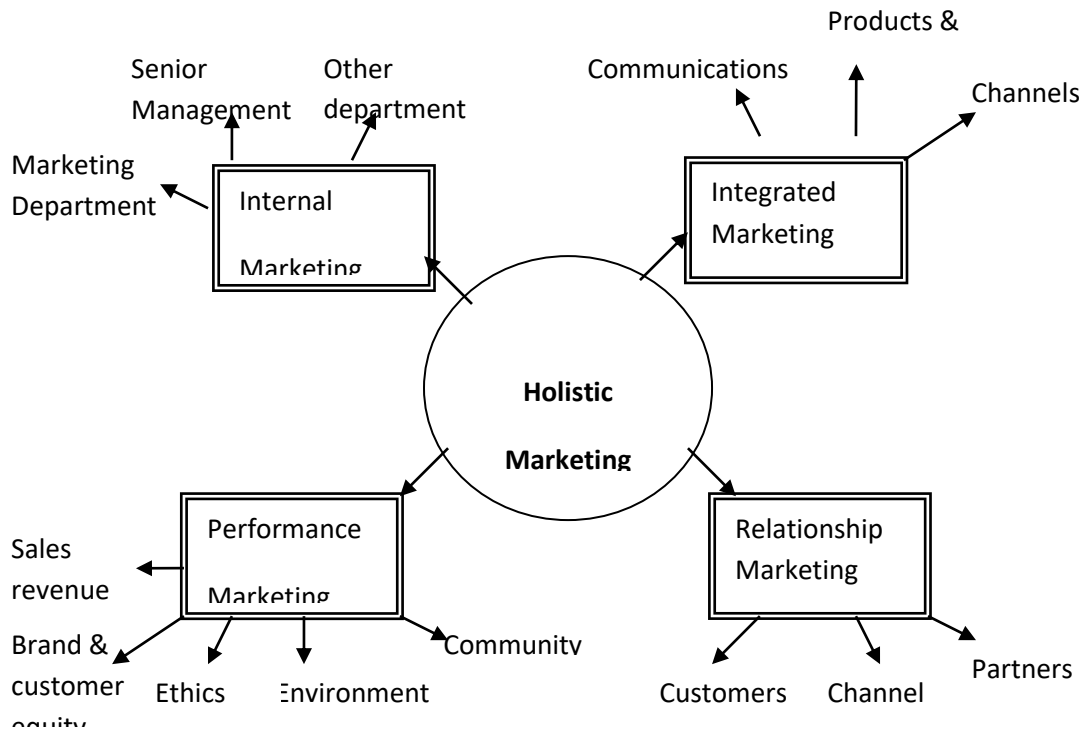 Products &
Senior
Management
Other
department
Communications
Channels
Marketing
Department
Internal
Marketing
Integrated
Marketing
Holistic
Marketing
Performance
Marketing
Relationship
Marketing
Sales
revenue
Brand &
customer
equity
Ethics
Environment
Community
Customers
Channel
Partners